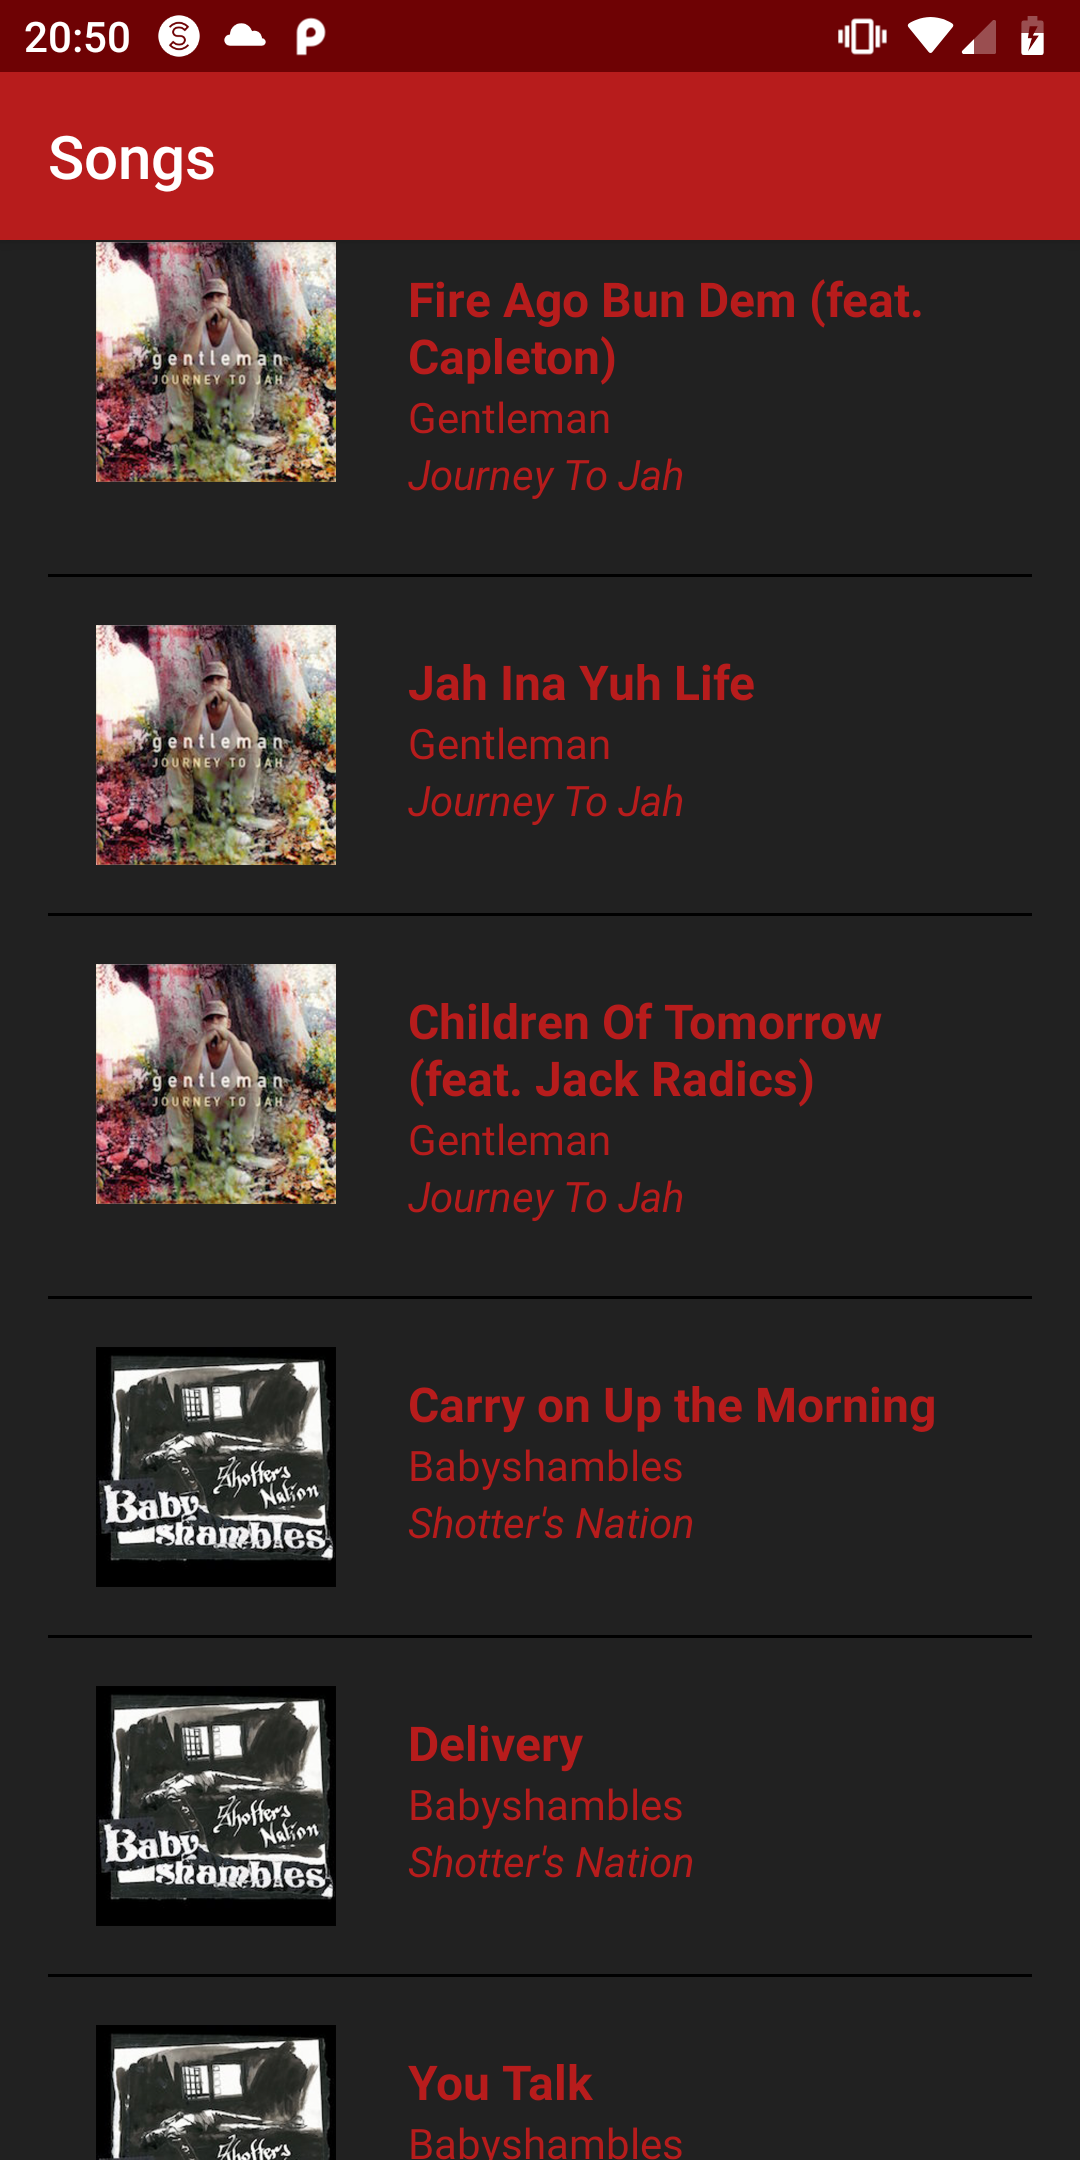 20:50
Songs
gentleman
JOURNEY TO JAH
Fire Ago Bun Dem (feat.
Capleton)
Gentleman
Journey To Jah
gentleman
JOURNEY TO JAH
Jah Ina Yuh Life
Gentleman
Journey To Jah
gentleman
JOURNEY TO JAH
Children Of Tomorrow
(feat. Jack Radics)
Gentleman
Journey To Jah
Shotter's
Nation
Baby
shambles
Carry on Up the Morning
Babyshambles
Shotter's Nation
Shotter's
Nation
Baby
shambles
Delivery
Babyshambles
Shotter's Nation
Shotter's
You Talk
Babyshambles